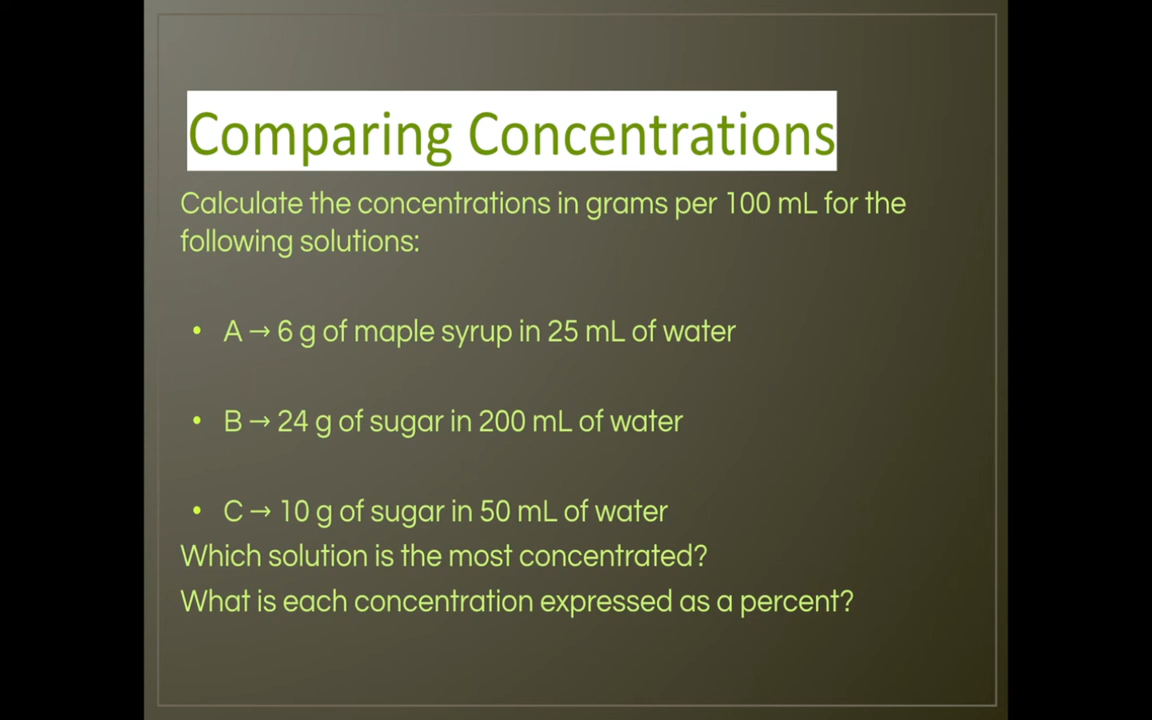 Comparing Concentrations
Calculate the concentrations in grams per 100 mL for the
following solutions:
• A → 6 g of maple syrup in 25 mL of water
• B → 24 g of sugar in 200 mL of water
• C → 10 g of sugar in 50 mL of water
Which solution is the most concentrated?
What is each concentration expressed as a percent?